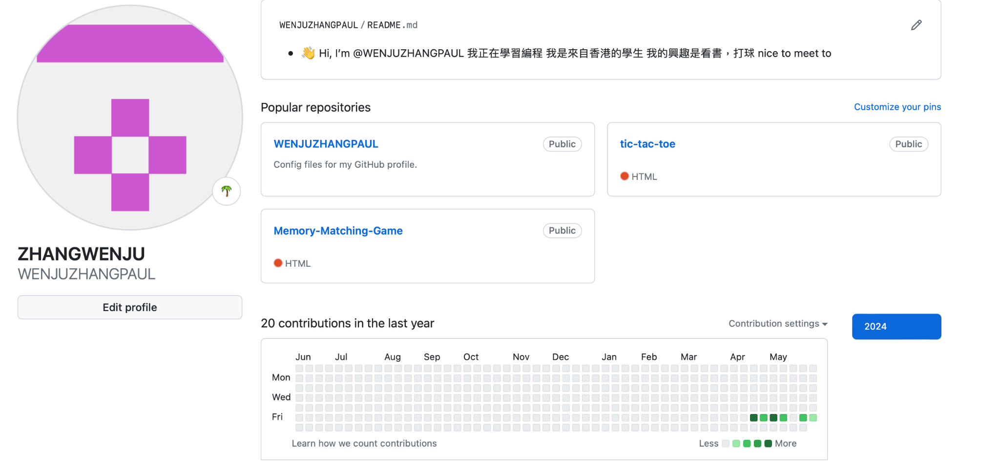 WENJUZHANGPAUL / README.md
• 👋 Hi, I’m @WENJUZHANGPAUL 我正在學習編程 我是來自香港的學生 我的興趣是看書，打球 nice to meet to
Popular repositories
Customize your pins
WENJUZHANGPAUL
Public
Config files for my GitHub profile.
tic-tac-toe
Public
HTML
Memory-Matching-Game
Public
HTML
ZHANGWENJU
WENJUZHANGPAUL
Edit profile
20 contributions in the last year
Contribution settings
2024
Jun Jul Aug Sep Oct Nov Dec Jan Feb Mar Apr May
Mon
Wed
Fri
Learn how we count contributions
Less More